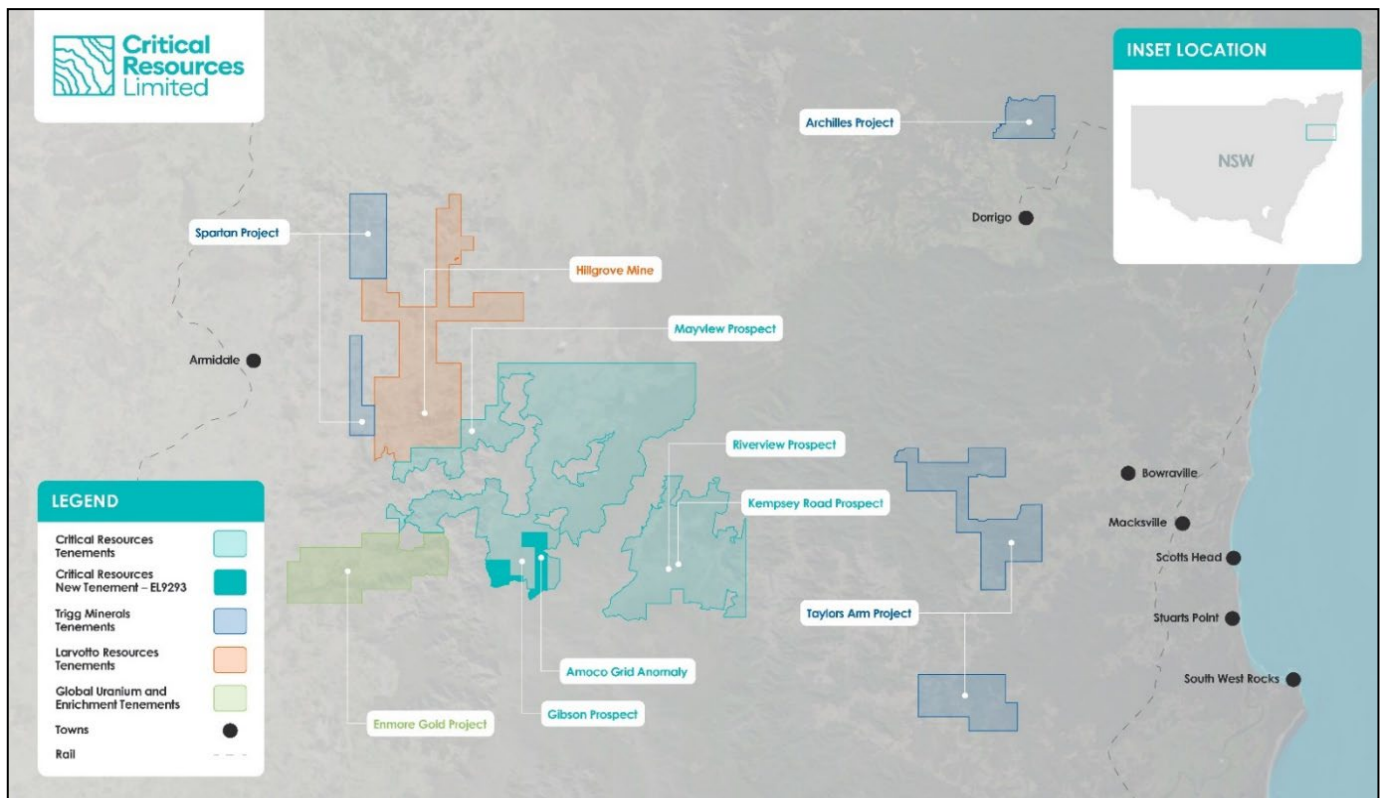 Critical
Resources
Limited
INSET LOCATION
NSW
Archilles Project
Dorrigo
Spartan Project
Hillgrove Mine
Mayview Prospect
Armidale
Riverview Prospect
Kempsey Road Prospect
Bowraville
Macksville
Scotts Head
Stuarts Point
South West Rocks
Taylors Arm Project
Amoco Grid Anomaly
Gibson Prospect
Enmore Gold Project
LEGEND
Critical Resources
Tenements
Critical Resources
New Tenement – EL9293
Trigg Minerals
Tenements
Larvotto Resources
Tenements
Global Uranium and
Enrichment Tenements
Towns
Rail